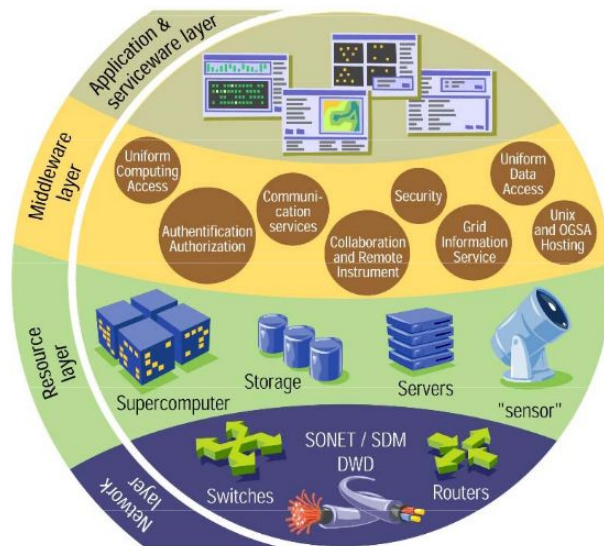 Application &
serviceware layer
Middleware
layer
Uniform
Computing
Access
Authentification
Authorization
Communi-
cation
services
Collaboration
and Remote
Instrument
Security
Grid
Information
Service
Uniform
Data
Access
Unix
and OGSA
Hosting
Resource
layer
Supercomputer
Storage
Servers
"sensor"
Network
layer
Switches
SONET / SDM
DWD
Routers